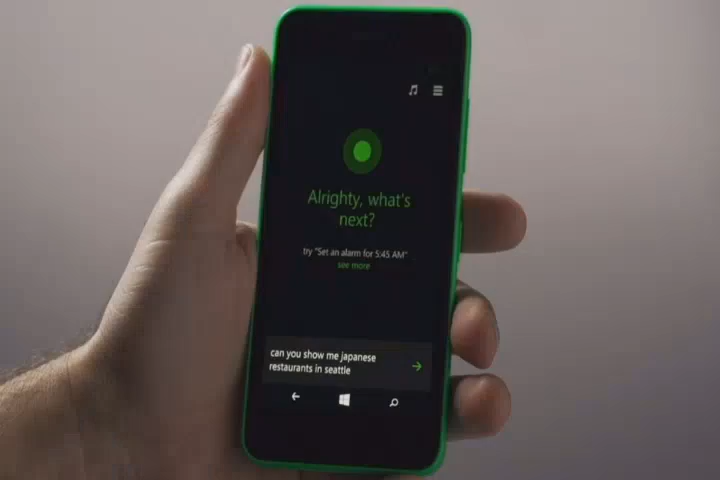 Alrighty, what's
next?
try "Set an alarm for 5:45 AM"
see more
can you show me japanese
restaurants in seattle